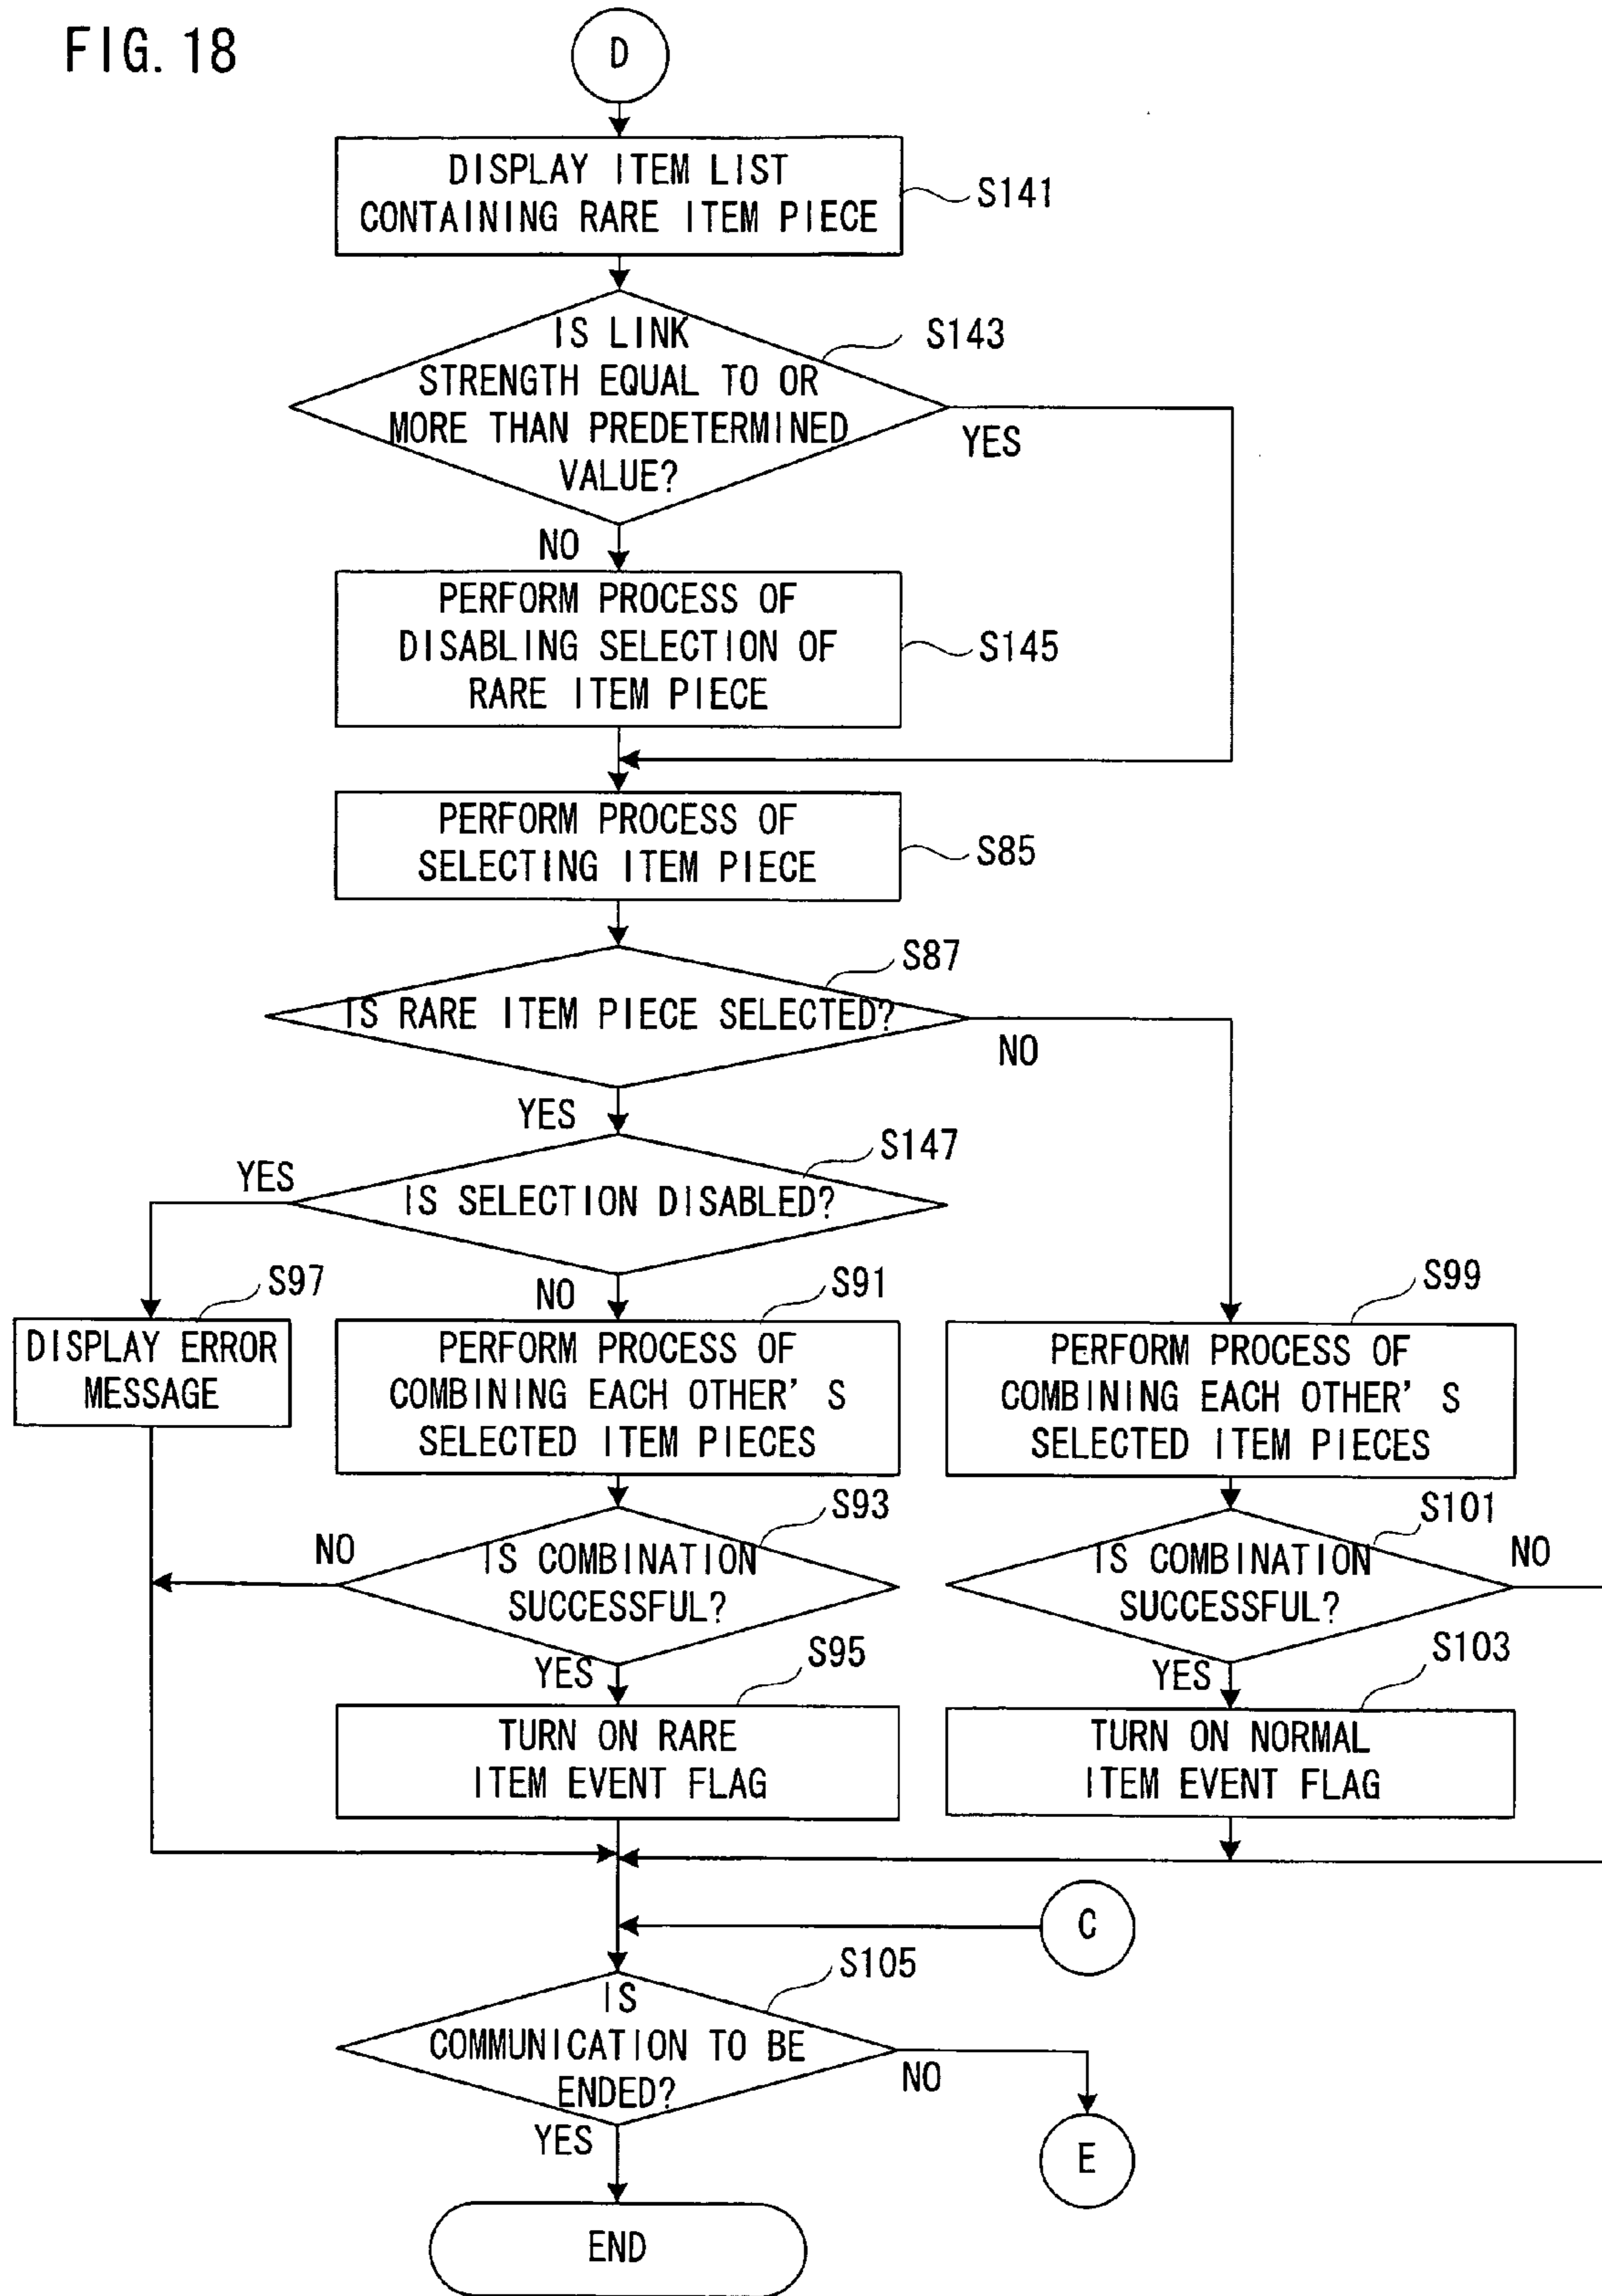 FIG. 18
D
DISPLAY ITEM LIST
CONTAINING RARE ITEM PIECE
S141
IS LINK
STRENGTH EQUAL TO OR
MORE THAN PREDETERMINED
VALUE?
S143
YES
NO
PERFORM PROCESS OF
DISABLING SELECTION OF
RARE ITEM PIECE
S145
PERFORM PROCESS OF
SELECTING ITEM PIECE
S85
S87
IS RARE ITEM PIECE SELECTED?
NO
YES
S147
YES
IS SELECTION DISABLED?
NO
S97
DISPLAY ERROR
MESSAGE
S91
PERFORM PROCESS OF
COMBINING EACH OTHER' S
SELECTED ITEM PIECES
S99
PERFORM PROCESS OF
COMBINING EACH OTHER' S
SELECTED ITEM PIECES
S93
NO
IS COMBINATION
SUCCESSFUL?
YES
S101
NO
IS COMBINATION
SUCCESSFUL?
YES
S95
TURN ON RARE
ITEM EVENT FLAG
S103
TURN ON NORMAL
ITEM EVENT FLAG
C
S105
IS
COMMUNICATION TO BE
ENDED?
NO
YES
E
END